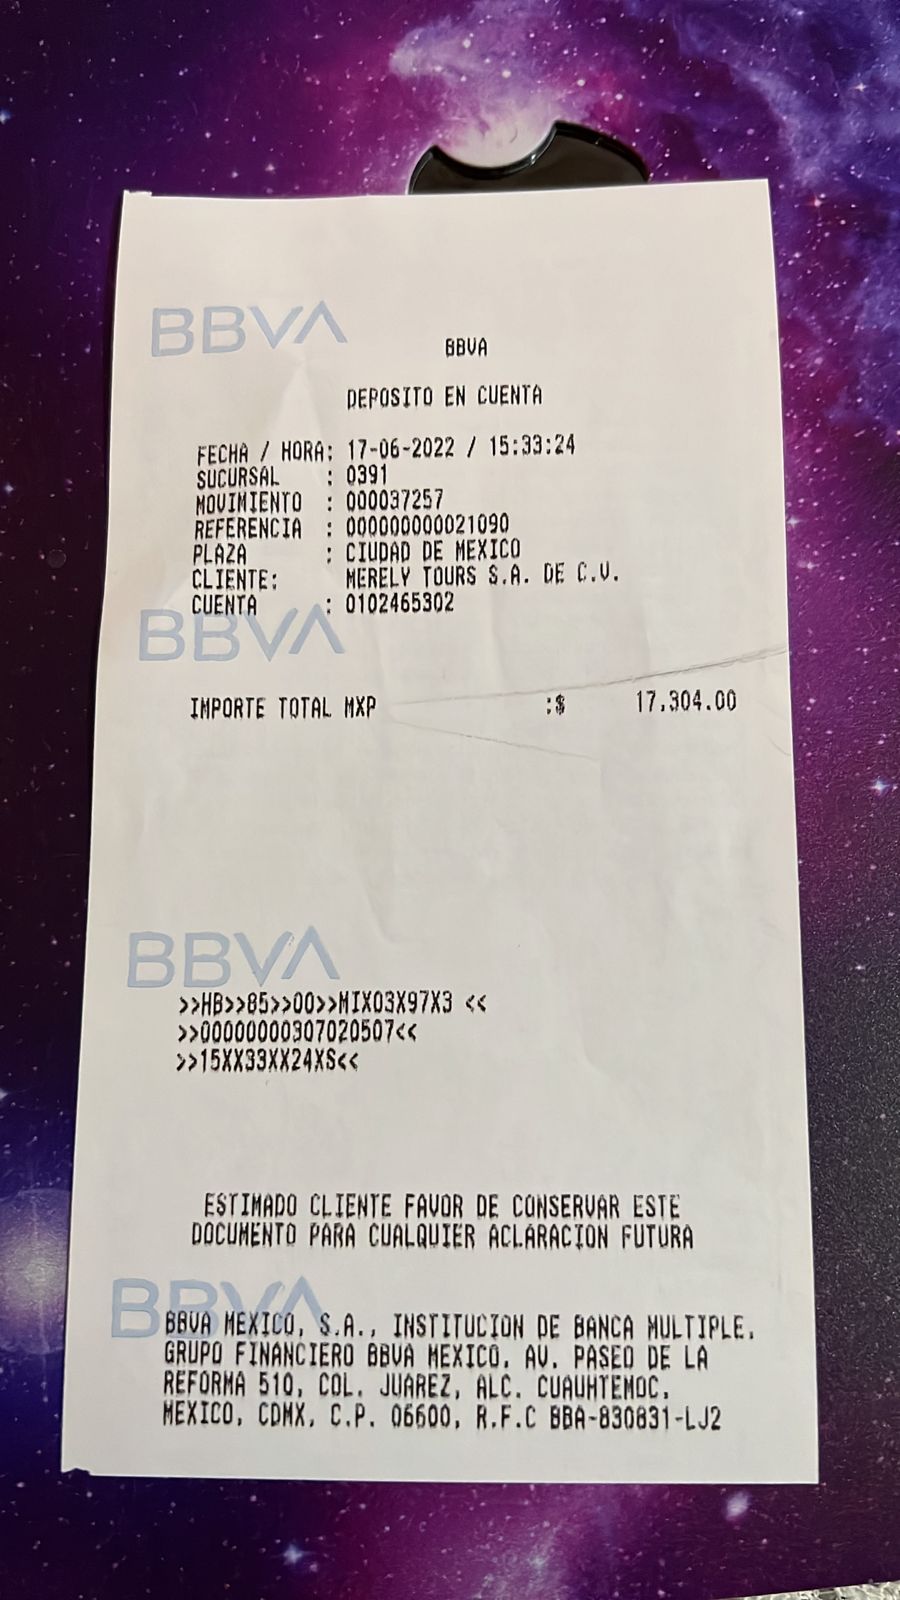 BBVA
BBVA
DEPOSITO EN CUENTA
FECHA / HORA: 17-06-2022 / 15:33:24
SUCURSAL : 0391
MOVIMIENTO : 000037257
REFERENCIA : 000000000021090
PLAZA : CIUDAD DE MEXICO
CLIENTE: MERELY TOURS S.A. DE C.V.
CUENTA : 0102465302
BBVA
IMPORTE TOTAL MXP :$ 17,304.00
BBVA
>>HB>>85>>00>>MIX03X97X3 <<
>>00000000307020507<<
>>15XX33XX24XS<<
ESTIMADO CLIENTE FAVOR DE CONSERVAR ESTE
DOCUMENTO PARA CUALQUIER ACLARACION FUTURA
BBVA
BBVA MEXICO, S.A., INSTITUCION DE BANCA MULTIPLE,
GRUPO FINANCIERO BBVA MEXICO. AV. PASEO DE LA
REFORMA 510, COL. JUAREZ, ALC. CUAUHTEMOC,
MEXICO, CDMX, C.P. 06600, R.F.C BBA-830831-LJ2